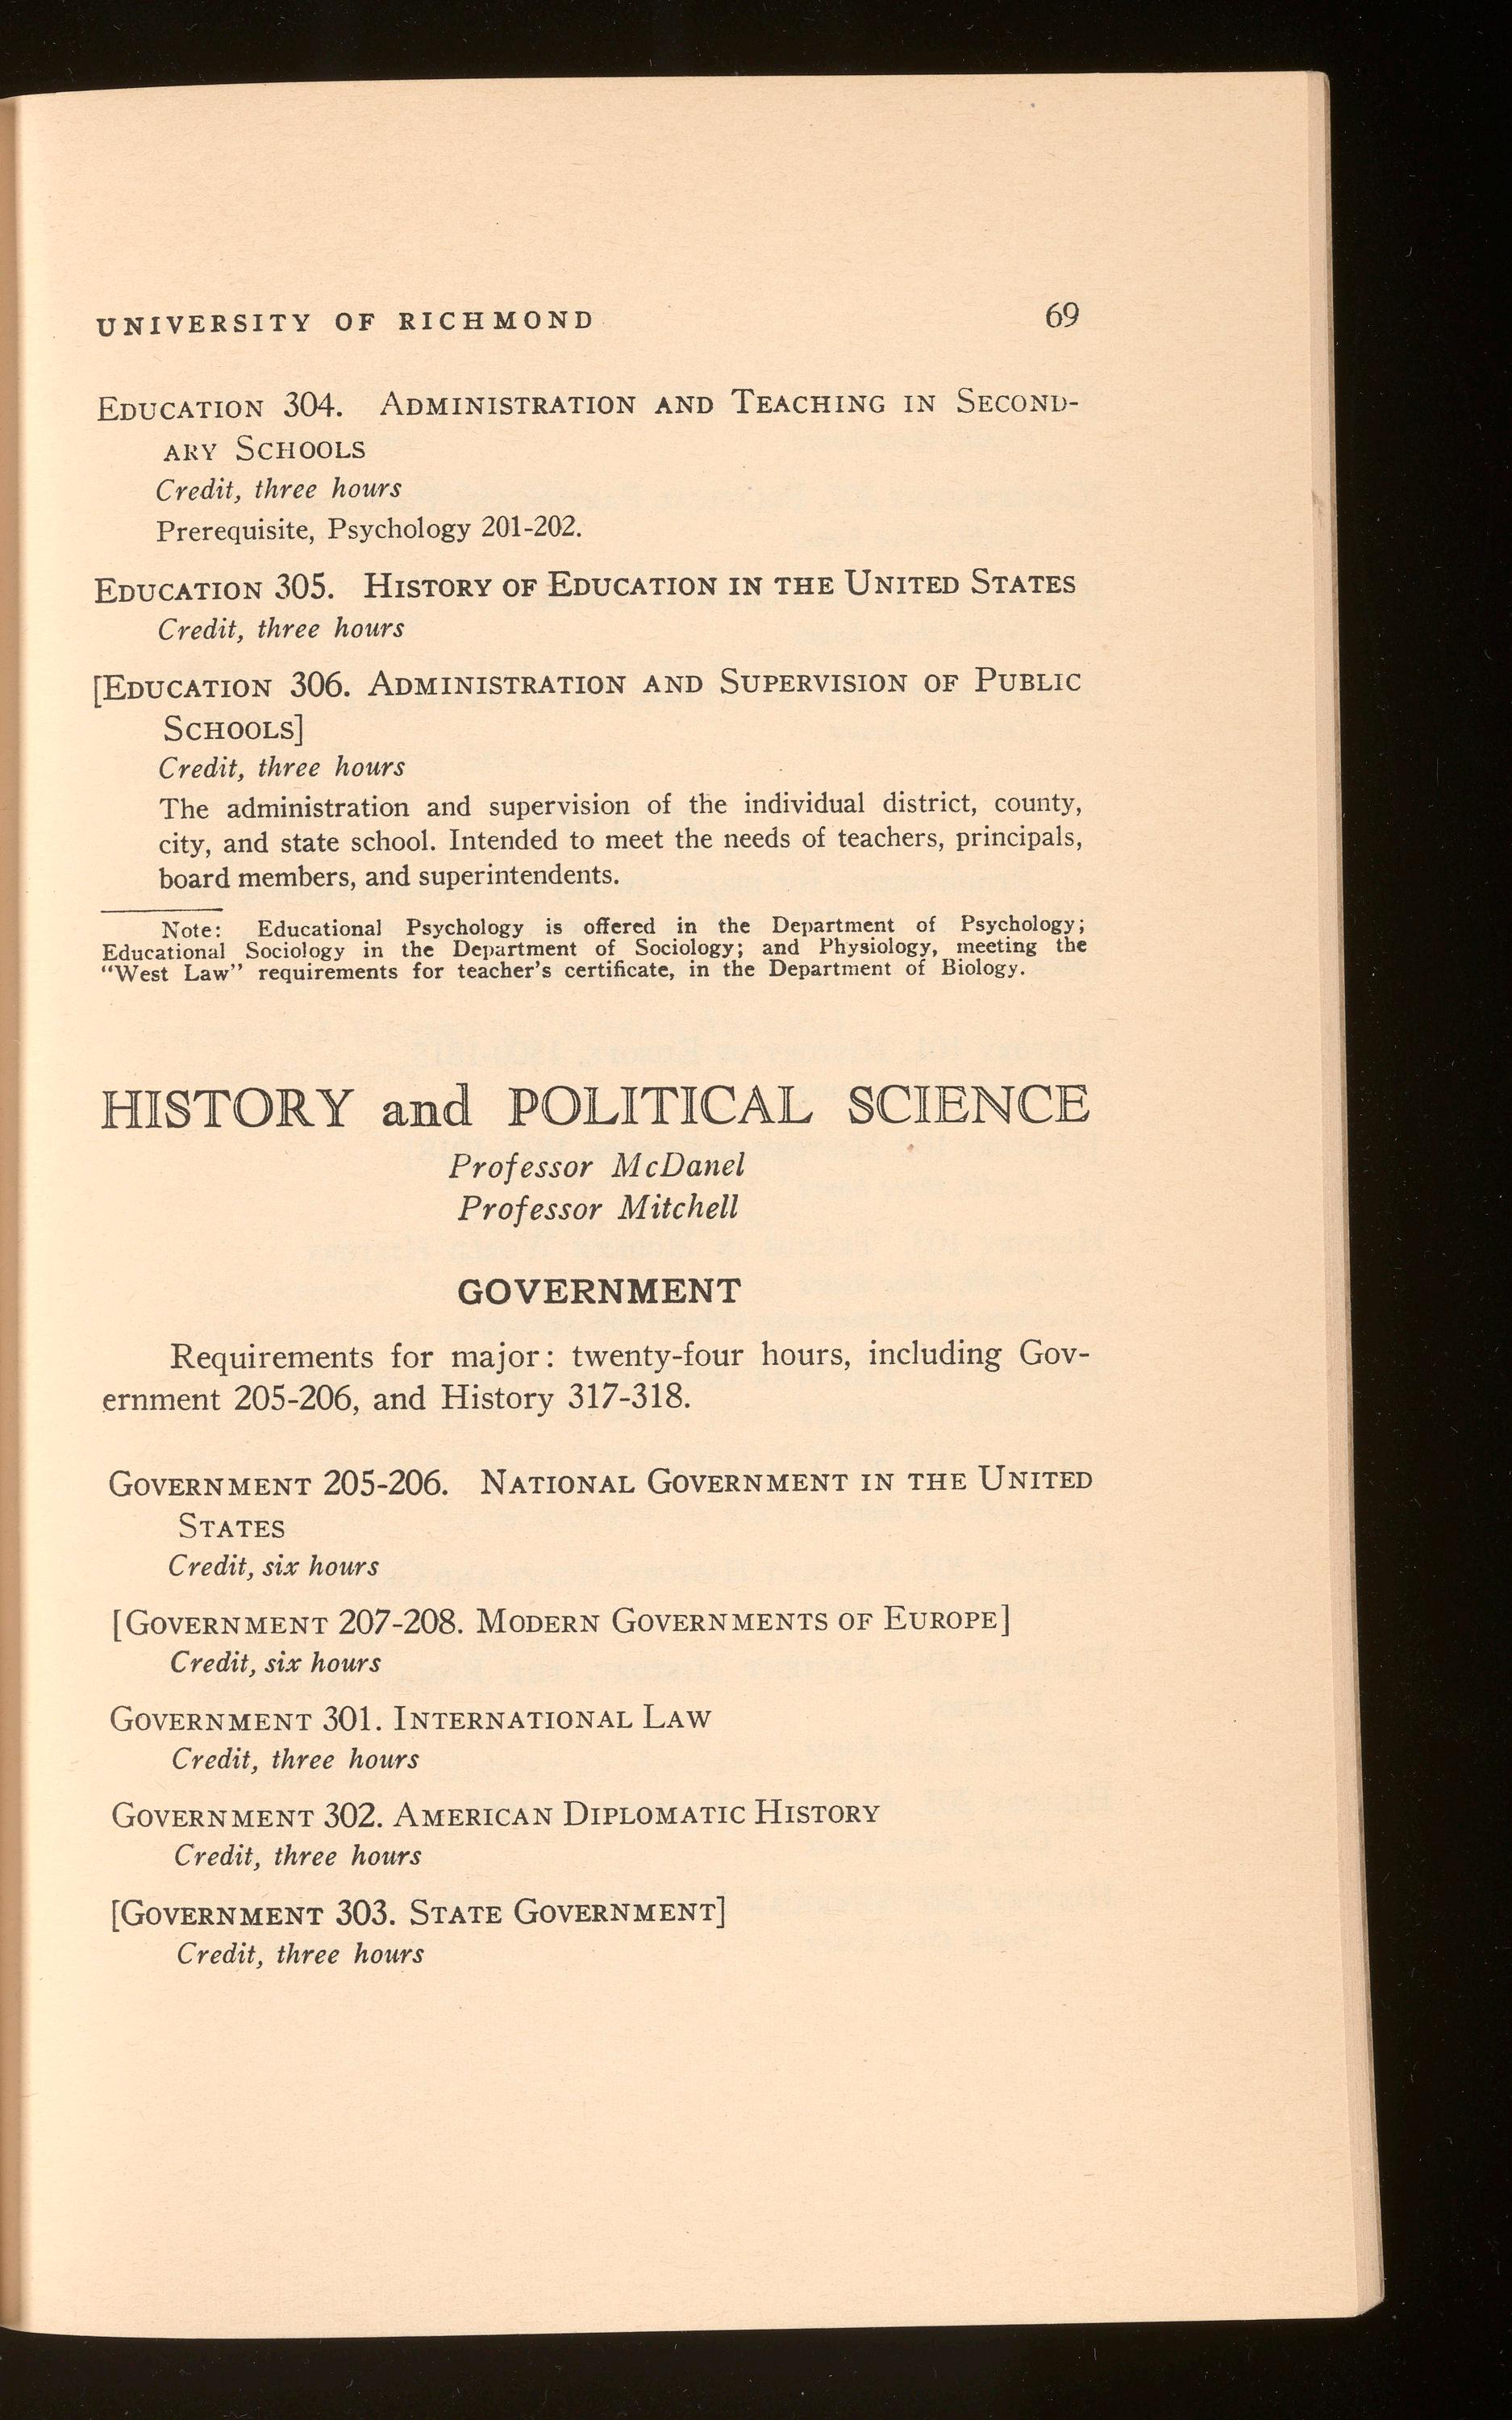 UNIVERSITY OF RICHMOND 69
EDUCATION 304. ADMINISTRATION AND TEACHING IN SECOND-
ARY SCHOOLS
Credit, three hours
Prerequisite, Psychology 201-202.
EDUCATION 305. HISTORY OF EDUCATION IN THE UNITED STATES
Credit, three hours
[EDUCATION 306. ADMINISTRATION AND SUPERVISION OF PUBLIC
SCHOOLS]
Credit, three hours
The administration and supervision of the individual district, county,
city, and state school. Intended to meet the needs of teachers, principals,
board members, and superintendents.
Note: Educational Psychology is offered in the Department of Psychology;
Educational Sociology in the Department of Sociology; and Physiology, meeting the
“West Law” requirements for teacher’s certificate, in the Department of Biology.
HISTORY and POLITICAL SCIENCE
Professor McDanel
Professor Mitchell
GOVERNMENT
Requirements for major: twenty-four hours, including Gov-
ernment 205-206, and History 317-318.
GOVERNMENT 205-206. NATIONAL GOVERNMENT IN THE UNITED
STATES
Credit, six hours
[GOVERNMENT 207-208. MODERN GOVERNMENTS OF EUROPE]
Credit, six hours
GOVERNMENT 301. INTERNATIONAL LAW
Credit, three hours
GOVERNMENT 302. AMERICAN DIPLOMATIC HISTORY
Credit, three hours
[GOVERNMENT 303. STATE GOVERNMENT]
Credit, three hours